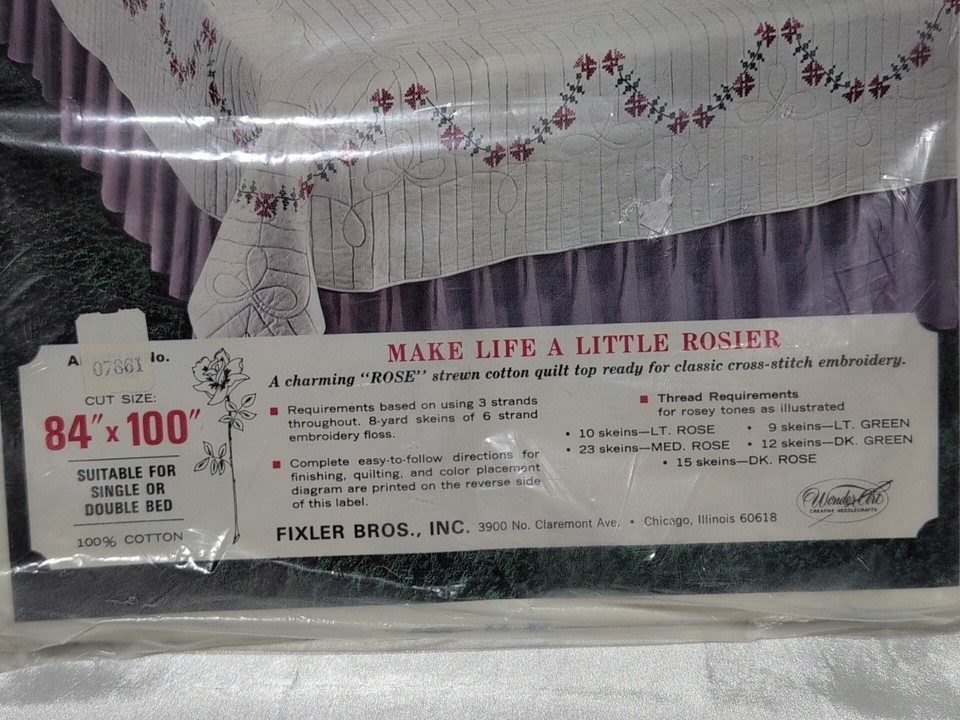 MAKE LIFE A LITTLE ROSIER
A charming "ROSE" strewn cotton quilt top ready for classic cross-stitch embroidery.
No.
07861
CUT SIZE:
84" x 100"
SUITABLE FOR
SINGLE OR
DOUBLE BED
100% COTTON
■ Requirements based on using 3 strands
throughout. 8-yard skeins of 6 strand
embroidery floss.
■ Complete easy-to-follow directions for
finishing, quilting, and color placement
diagram are printed on the reverse side
of this label.
■ Thread Requirements
for rosey tones as illustrated
• 10 skeins—LT. ROSE • 9 skeins—LT. GREEN
• 23 skeins—MED. ROSE • 12 skeins—DK. GREEN
• 15 skeins—DK. ROSE
WonderArt
CREATIVE NEEDLECRAFTS
FIXLER BROS., INC. 3900 No. Claremont Ave. • Chicago, Illinois 60618